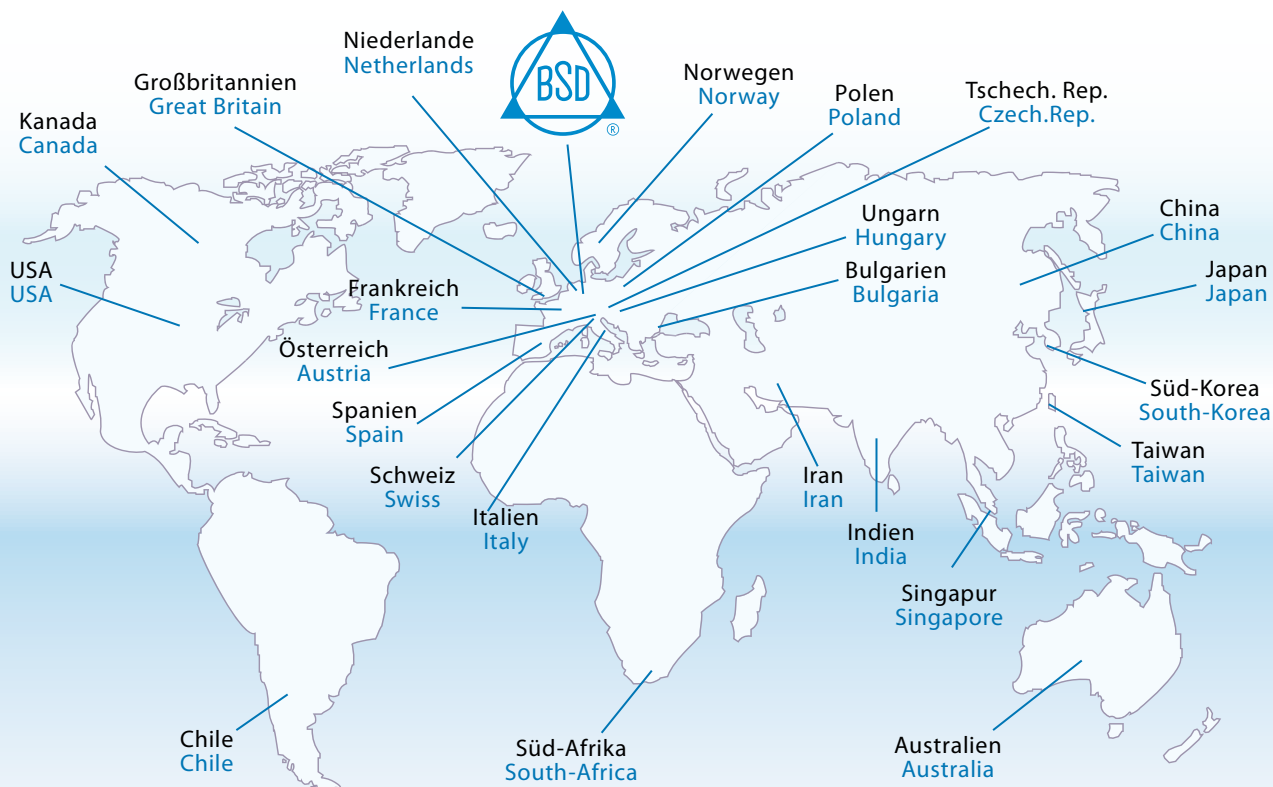 Niederlande
Netherlands
BSD
®
Großbritannien
Great Britain
Norwegen
Norway
Polen
Poland
Tschech. Rep.
Czech.Rep.
Kanada
Canada
Ungarn
Hungary
China
China
USA
USA
Frankreich
France
Bulgarien
Bulgaria
Japan
Japan
Österreich
Austria
Süd-Korea
South-Korea
Spanien
Spain
Taiwan
Taiwan
Schweiz
Swiss
Iran
Iran
Italien
Italy
Indien
India
Singapur
Singapore
Chile
Chile
Süd-Afrika
South-Africa
Australien
Australia